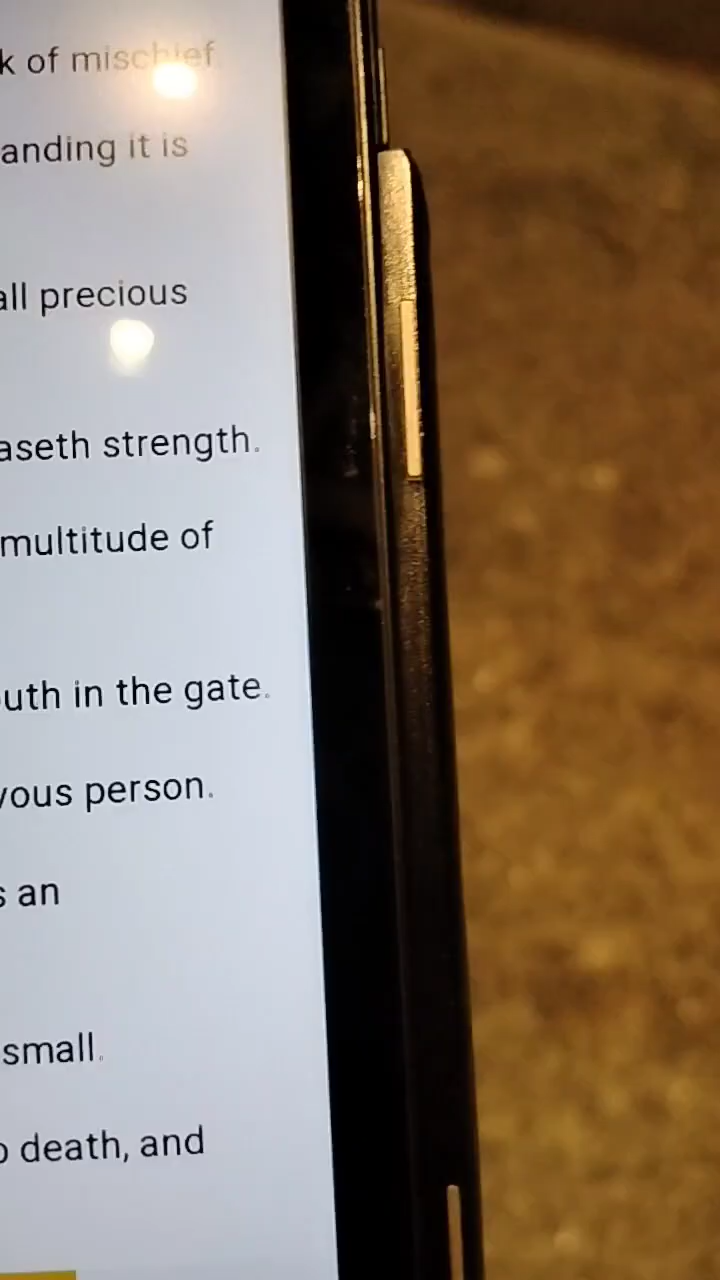 k of mischief
anding it is
all precious
aseth strength.
multitude of
uth in the gate.
vous person.
s an
small.
o death, and